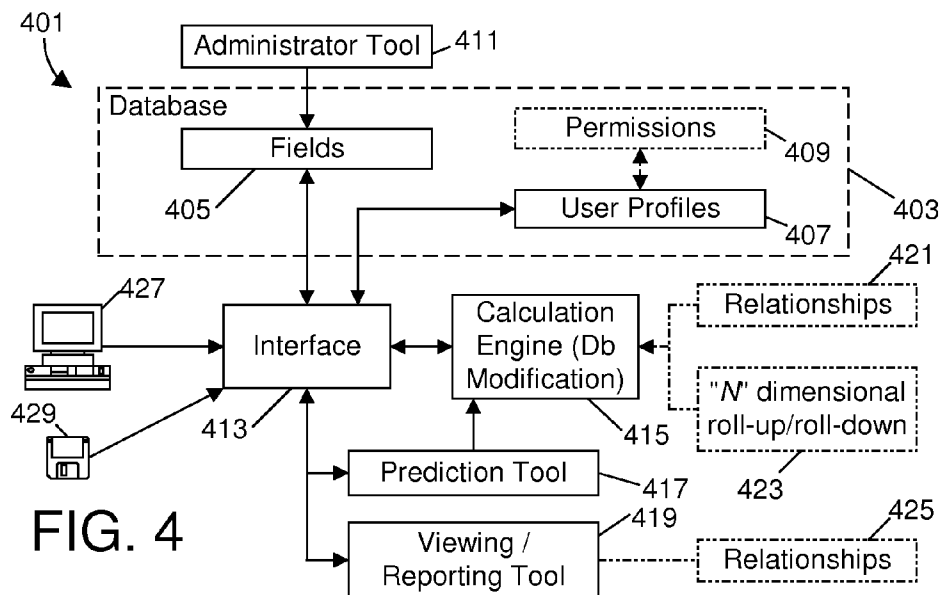 401
Administrator Tool
411
Database
Fields
405
Permissions
409
User Profiles
407
403
427
429
Interface
413
Calculation
Engine (Db
Modification)
415
421
Relationships
"N" dimensional
roll-up/roll-down
423
Prediction Tool
417
419
Viewing /
Reporting Tool
425
Relationships
FIG. 4